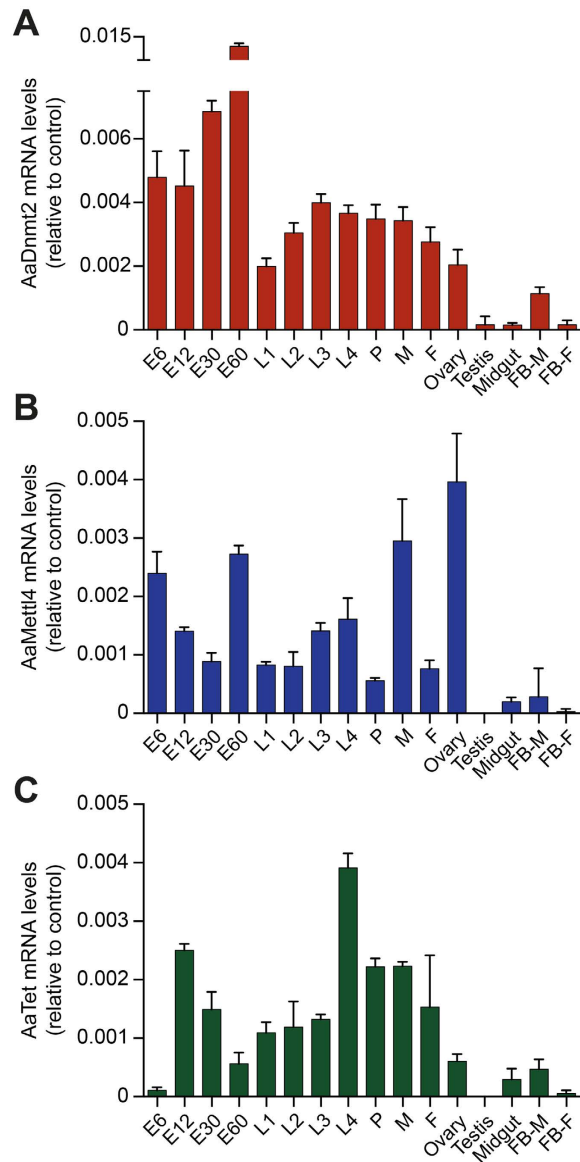 A
AaDnmt2 mRNA levels
(relative to control)
0.015
0.006
0.004
0.002
0
E6 E12 E30 E60 L1 L2 L3 L4 P M F Ovary Testis Midgut FB-M FB-F
B
AaMettl4 mRNA levels
(relative to control)
0.005
0.004
0.003
0.002
0.001
0
E6 E12 E30 E60 L1 L2 L3 L4 P M F Ovary Testis Midgut FB-M FB-F
C
AaTet mRNA levels
(relative to control)
0.005
0.004
0.003
0.002
0.001
0
E6 E12 E30 E60 L1 L2 L3 L4 P M F Ovary Testis Midgut FB-M FB-F